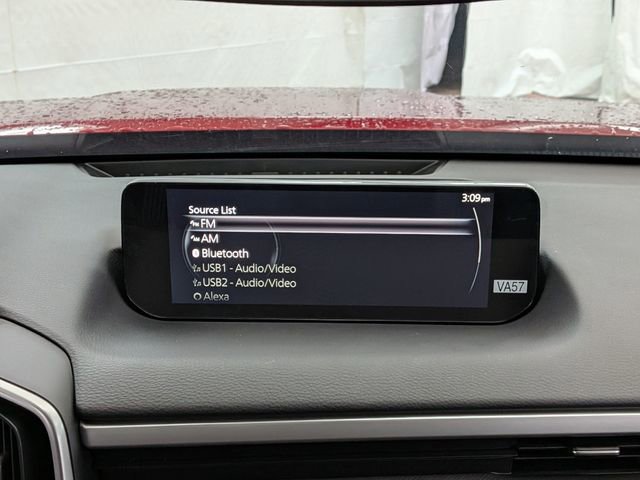 3:09pm
Source List
FM
AM
Bluetooth
USB1 - Audio/Video
USB2 - Audio/Video
Alexa
VA57